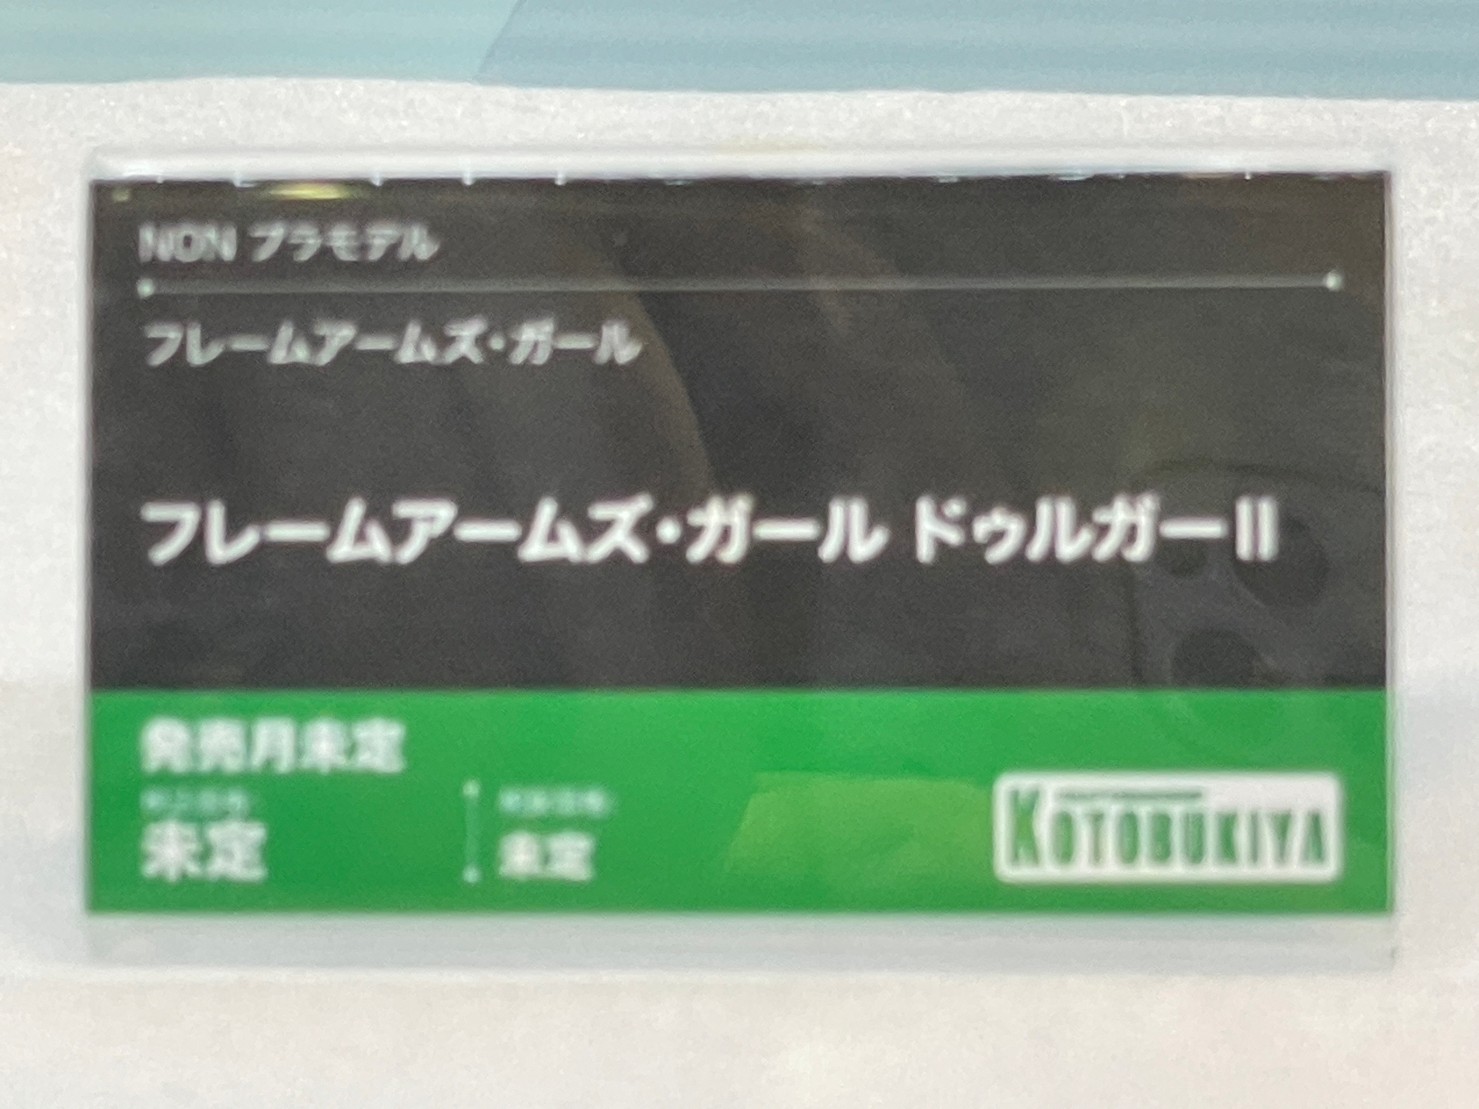 NON プラモデル
フレームアームズ・ガール
フレームアームズ・ガール ドゥルガーII
発売月未定
未定
未定
KOTOBUKIYA